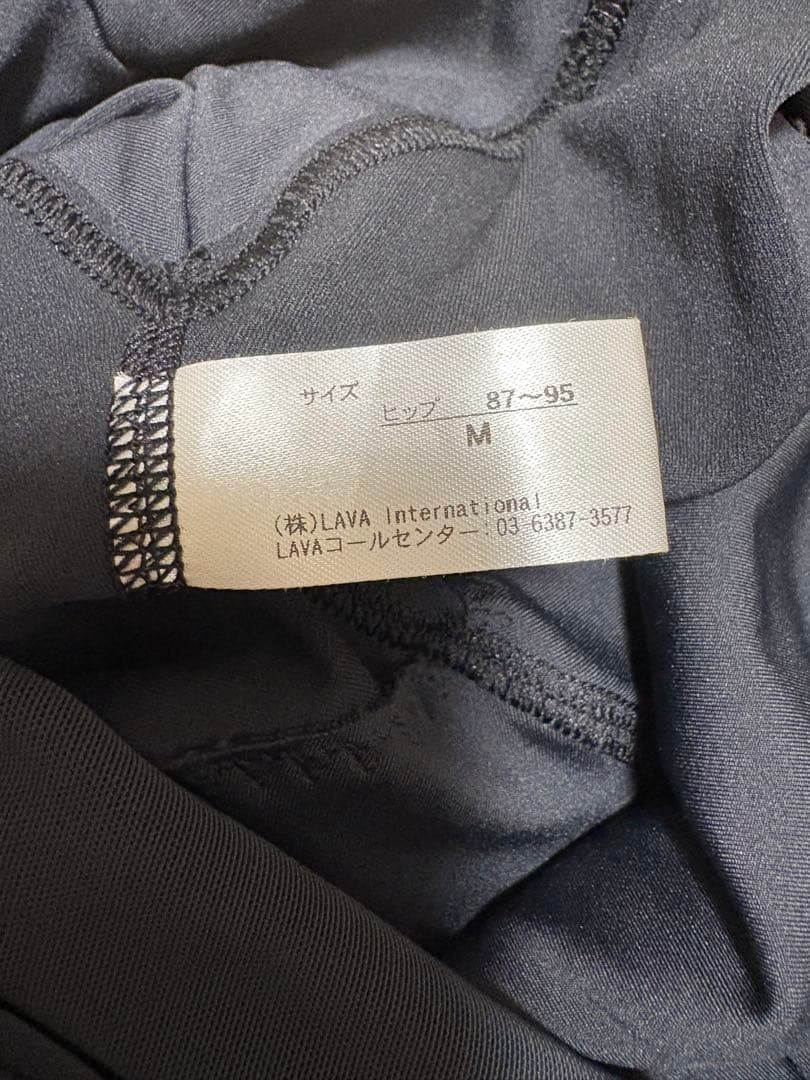 サイズ
ヒップ 87～95
M
(株)LAVA International
LAVAコールセンター:03-6387-3577